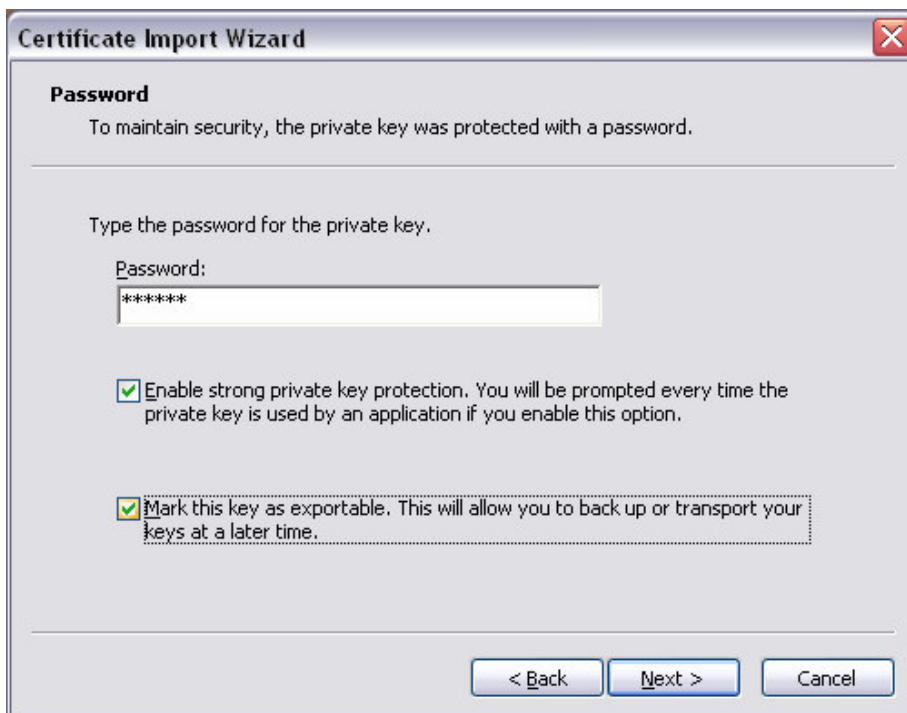 Certificate Import Wizard
Password
To maintain security, the private key was protected with a password.
Type the password for the private key.
Password:
******
Enable strong private key protection. You will be prompted every time the
private key is used by an application if you enable this option.
Mark this key as exportable. This will allow you to back up or transport your
keys at a later time.
< Back Next > Cancel